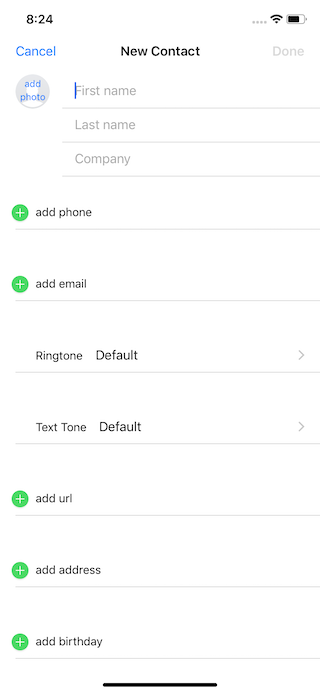 8:24
Cancel New Contact Done
add
photo
First name
Last name
Company
add phone
add email
Ringtone Default
Text Tone Default
add url
add address
add birthday